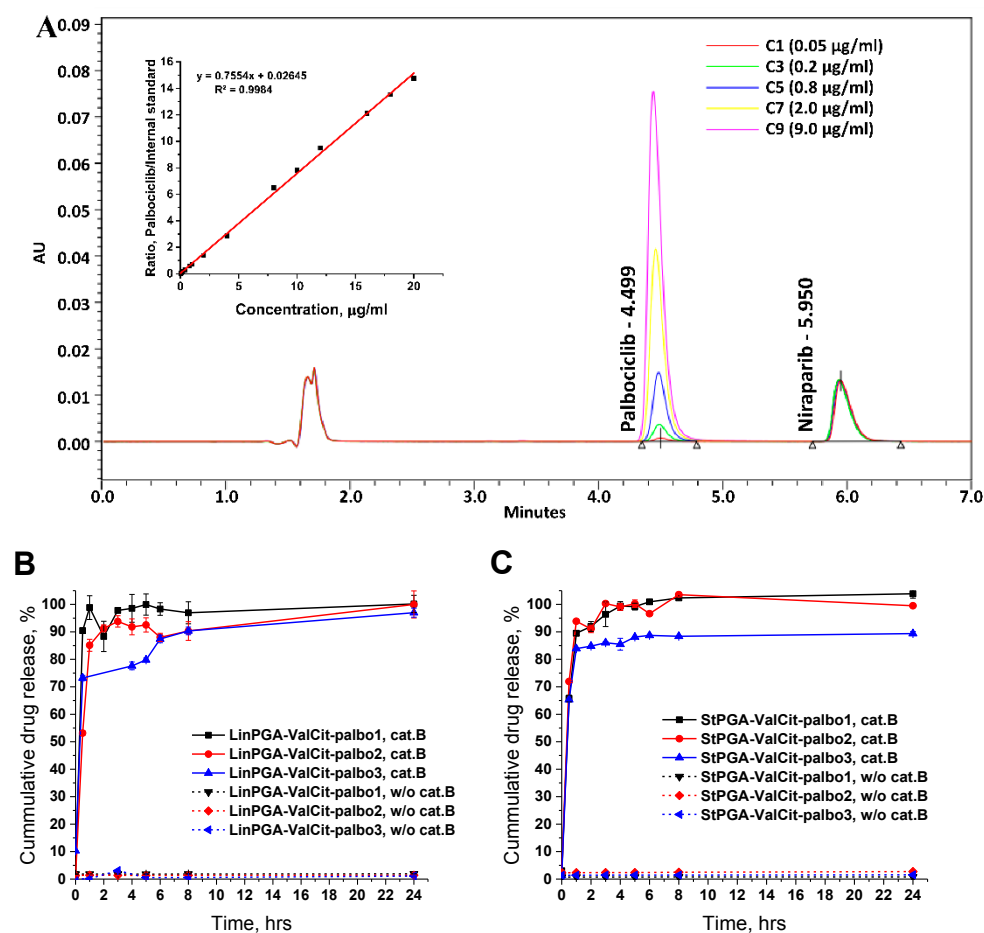 A
0.09
0.08
0.07
0.06
0.05
0.04
0.03
0.02
0.01
0.00
AU
16
14
12
10
8
6
4
2
0
Ratio, Palbociclib/Internal standard
y = 0.7554x + 0.02645
R² = 0.9984
0 5 10 15 20
Concentration, µg/ml
C1 (0.05 µg/ml)
C3 (0.2 µg/ml)
C5 (0.8 µg/ml)
C7 (2.0 µg/ml)
C9 (9.0 µg/ml)
Palbociclib - 4.499
Niraparib - 5.950
0.0 1.0 2.0 3.0 4.0 5.0 6.0 7.0
Minutes
B
Cummulative drug release, %
100
90
80
70
60
50
40
30
20
10
0
LinPGA-ValCit-palbo1, cat.B
LinPGA-ValCit-palbo2, cat.B
LinPGA-ValCit-palbo3, cat.B
LinPGA-ValCit-palbo1, w/o cat.B
LinPGA-ValCit-palbo2, w/o cat.B
LinPGA-ValCit-palbo3, w/o cat.B
0 2 4 6 8 10 12 14 16 18 20 22 24
Time, hrs
C
Cummulative drug release, %
100
90
80
70
60
50
40
30
20
10
0
StPGA-ValCit-palbo1, cat.B
StPGA-ValCit-palbo2, cat.B
StPGA-ValCit-palbo3, cat.B
StPGA-ValCit-palbo1, w/o cat.B
StPGA-ValCit-palbo2, w/o cat.B
StPGA-ValCit-palbo3, w/o cat.B
0 2 4 6 8 10 12 14 16 18 20 22 24
Time, hrs